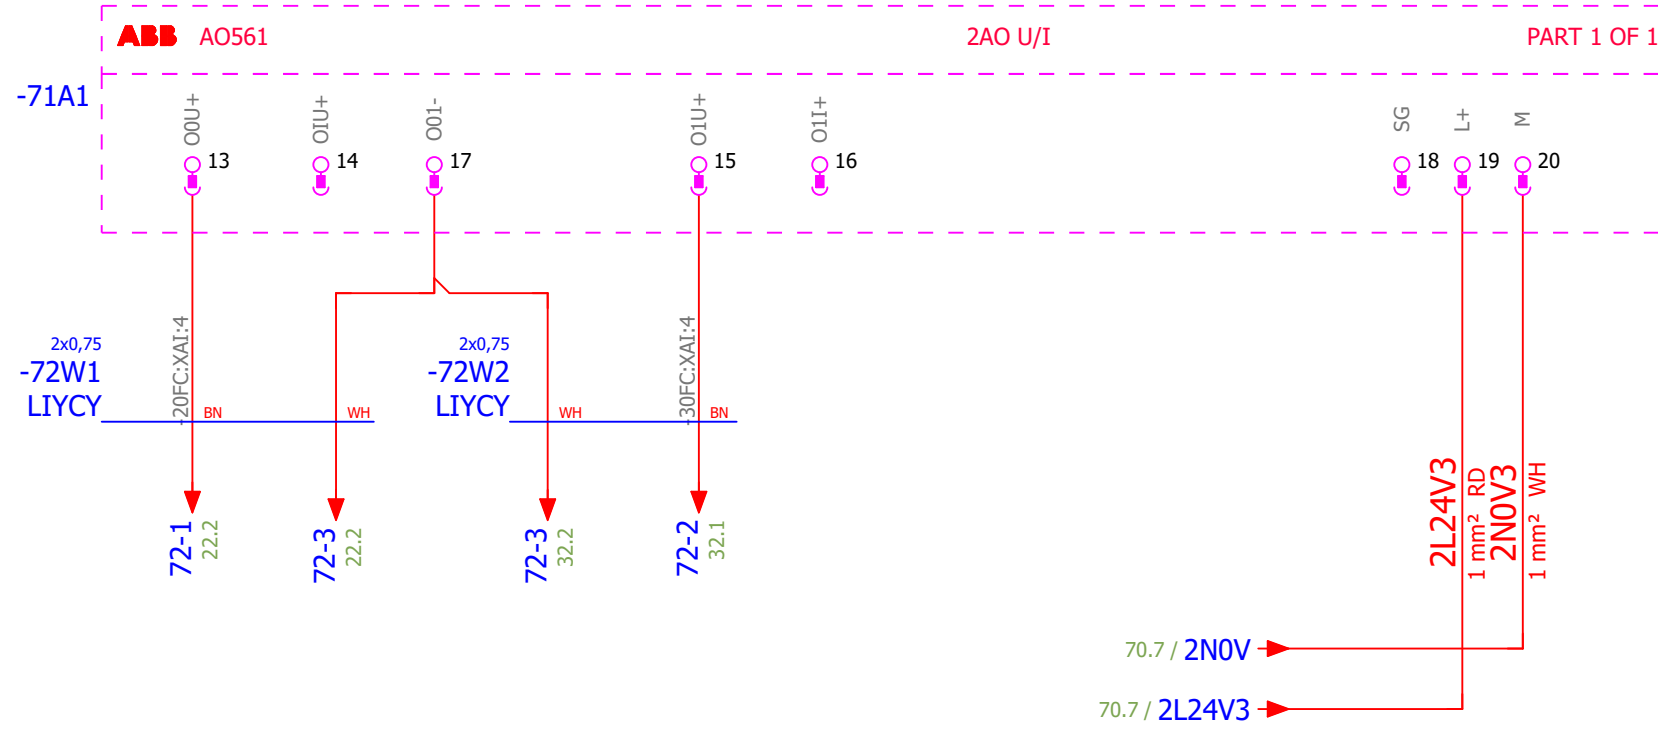 ABB AO561 2AO U/I PART 1 OF 1
-71A1
O0U+ OIU+ O01- O1U+ O1I+ SG L+ M
13 14 17 15 16 18 19 20
2x0,75
-72W1
LIYCY
-20FC:XAI:4
BN WH
2x0,75
-72W2
LIYCY
-30FC:XAI:4
WH BN
72-1
22.2
72-3
22.2
72-3
32.2
72-2
32.1
2L24V3
1 mm² RD
2N0V3
1 mm² WH
70.7 / 2N0V
70.7 / 2L24V3